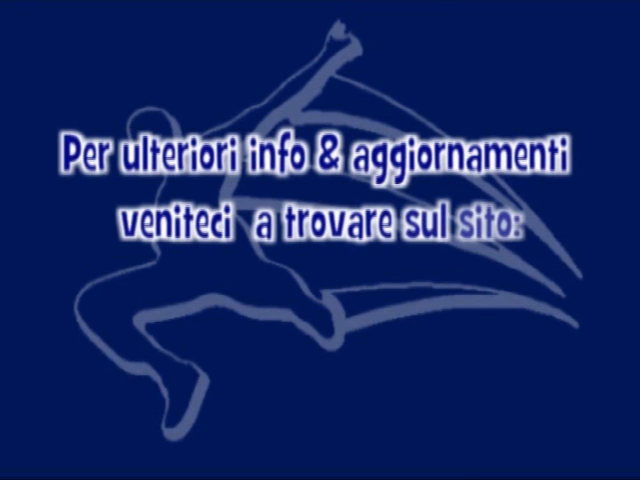 Per ulteriori info & aggiornamenti
veniteci a trovare sul sito: